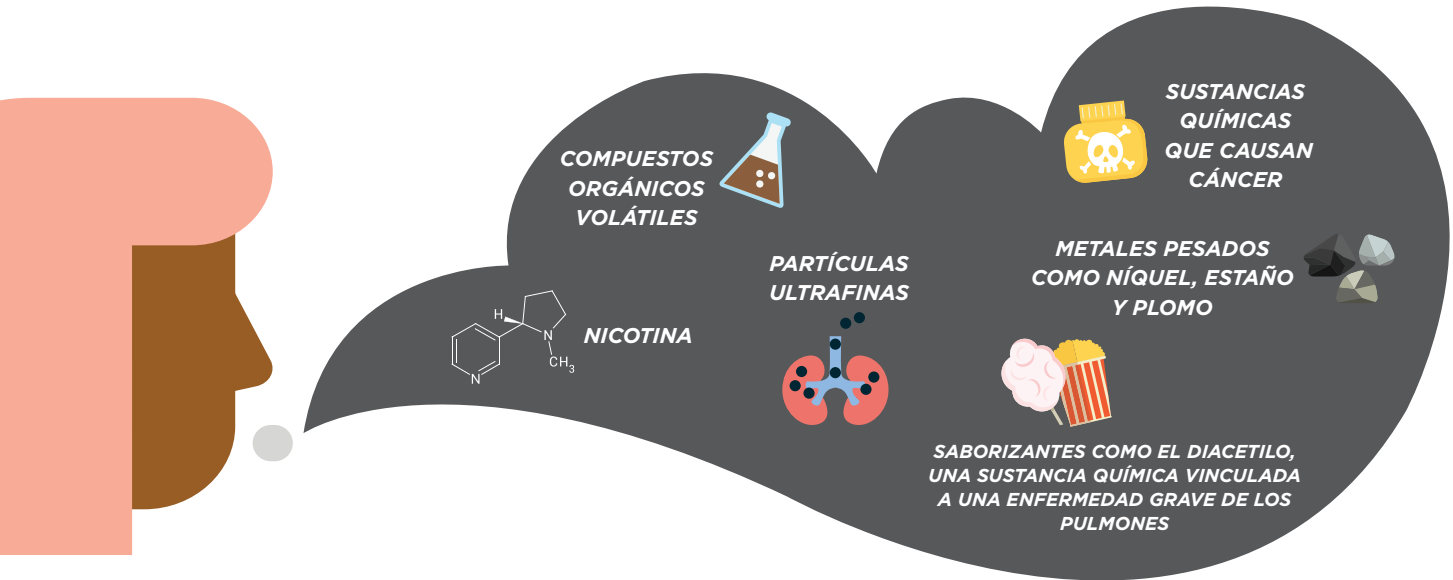 COMPUESTOS
ORGÁNICOS
VOLÁTILES
SUSTANCIAS
QUÍMICAS
QUE CAUSAN
CÁNCER
PARTÍCULAS
ULTRAFINAS
METALES PESADOS
COMO NÍQUEL, ESTAÑO
Y PLOMO
H
N
CH3
N
NICOTINA
SABORIZANTES COMO EL DIACETILO,
UNA SUSTANCIA QUÍMICA VINCULADA
A UNA ENFERMEDAD GRAVE DE LOS
PULMONES